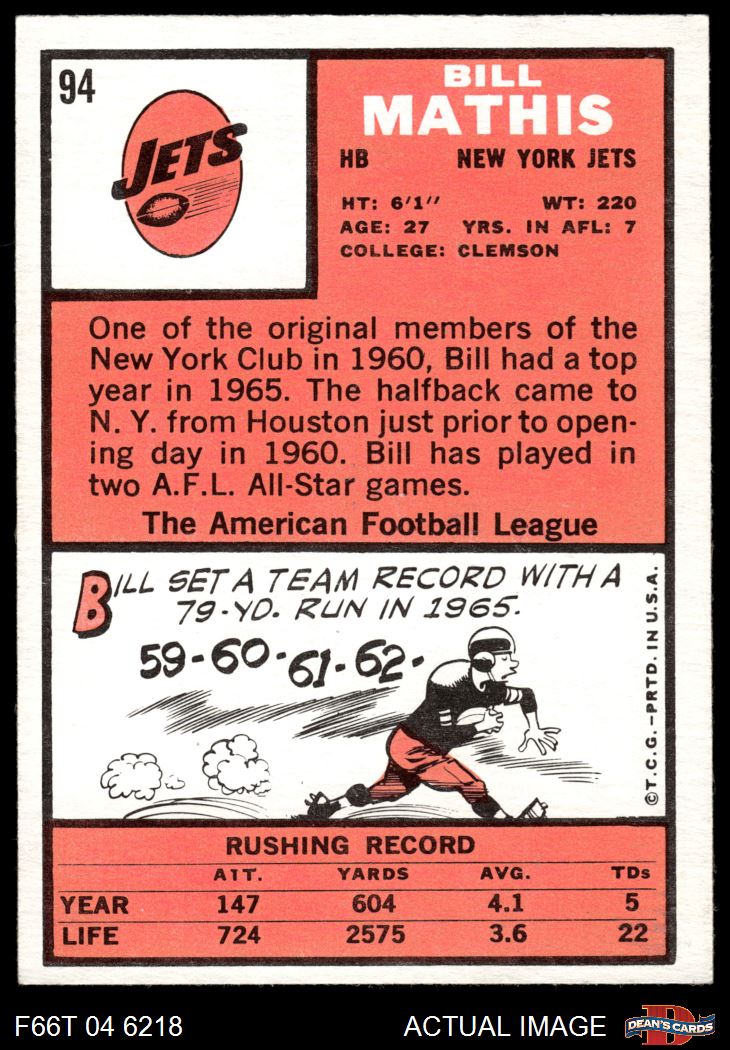 94
JETS
BILL
MATHIS
HB NEW YORK JETS
HT: 6'1" WT: 220
AGE: 27 YRS. IN AFL: 7
COLLEGE: CLEMSON
One of the original members of the
New York Club in 1960, Bill had a top
year in 1965. The halfback came to
N. Y. from Houston just prior to open-
ing day in 1960. Bill has played in
two A.F.L. All-Star games.
The American Football League
BILL SET A TEAM RECORD WITH A
79-YD. RUN IN 1965.
59-60-61-62-
©T.C.G.-PRTD. IN U.S.A.
RUSHING RECORD
ATT. YARDS AVG. TDs
YEAR 147 604 4.1 5
LIFE 724 2575 3.6 22
F66T 04 6218 ACTUAL IMAGE D DEAN'S CARDS